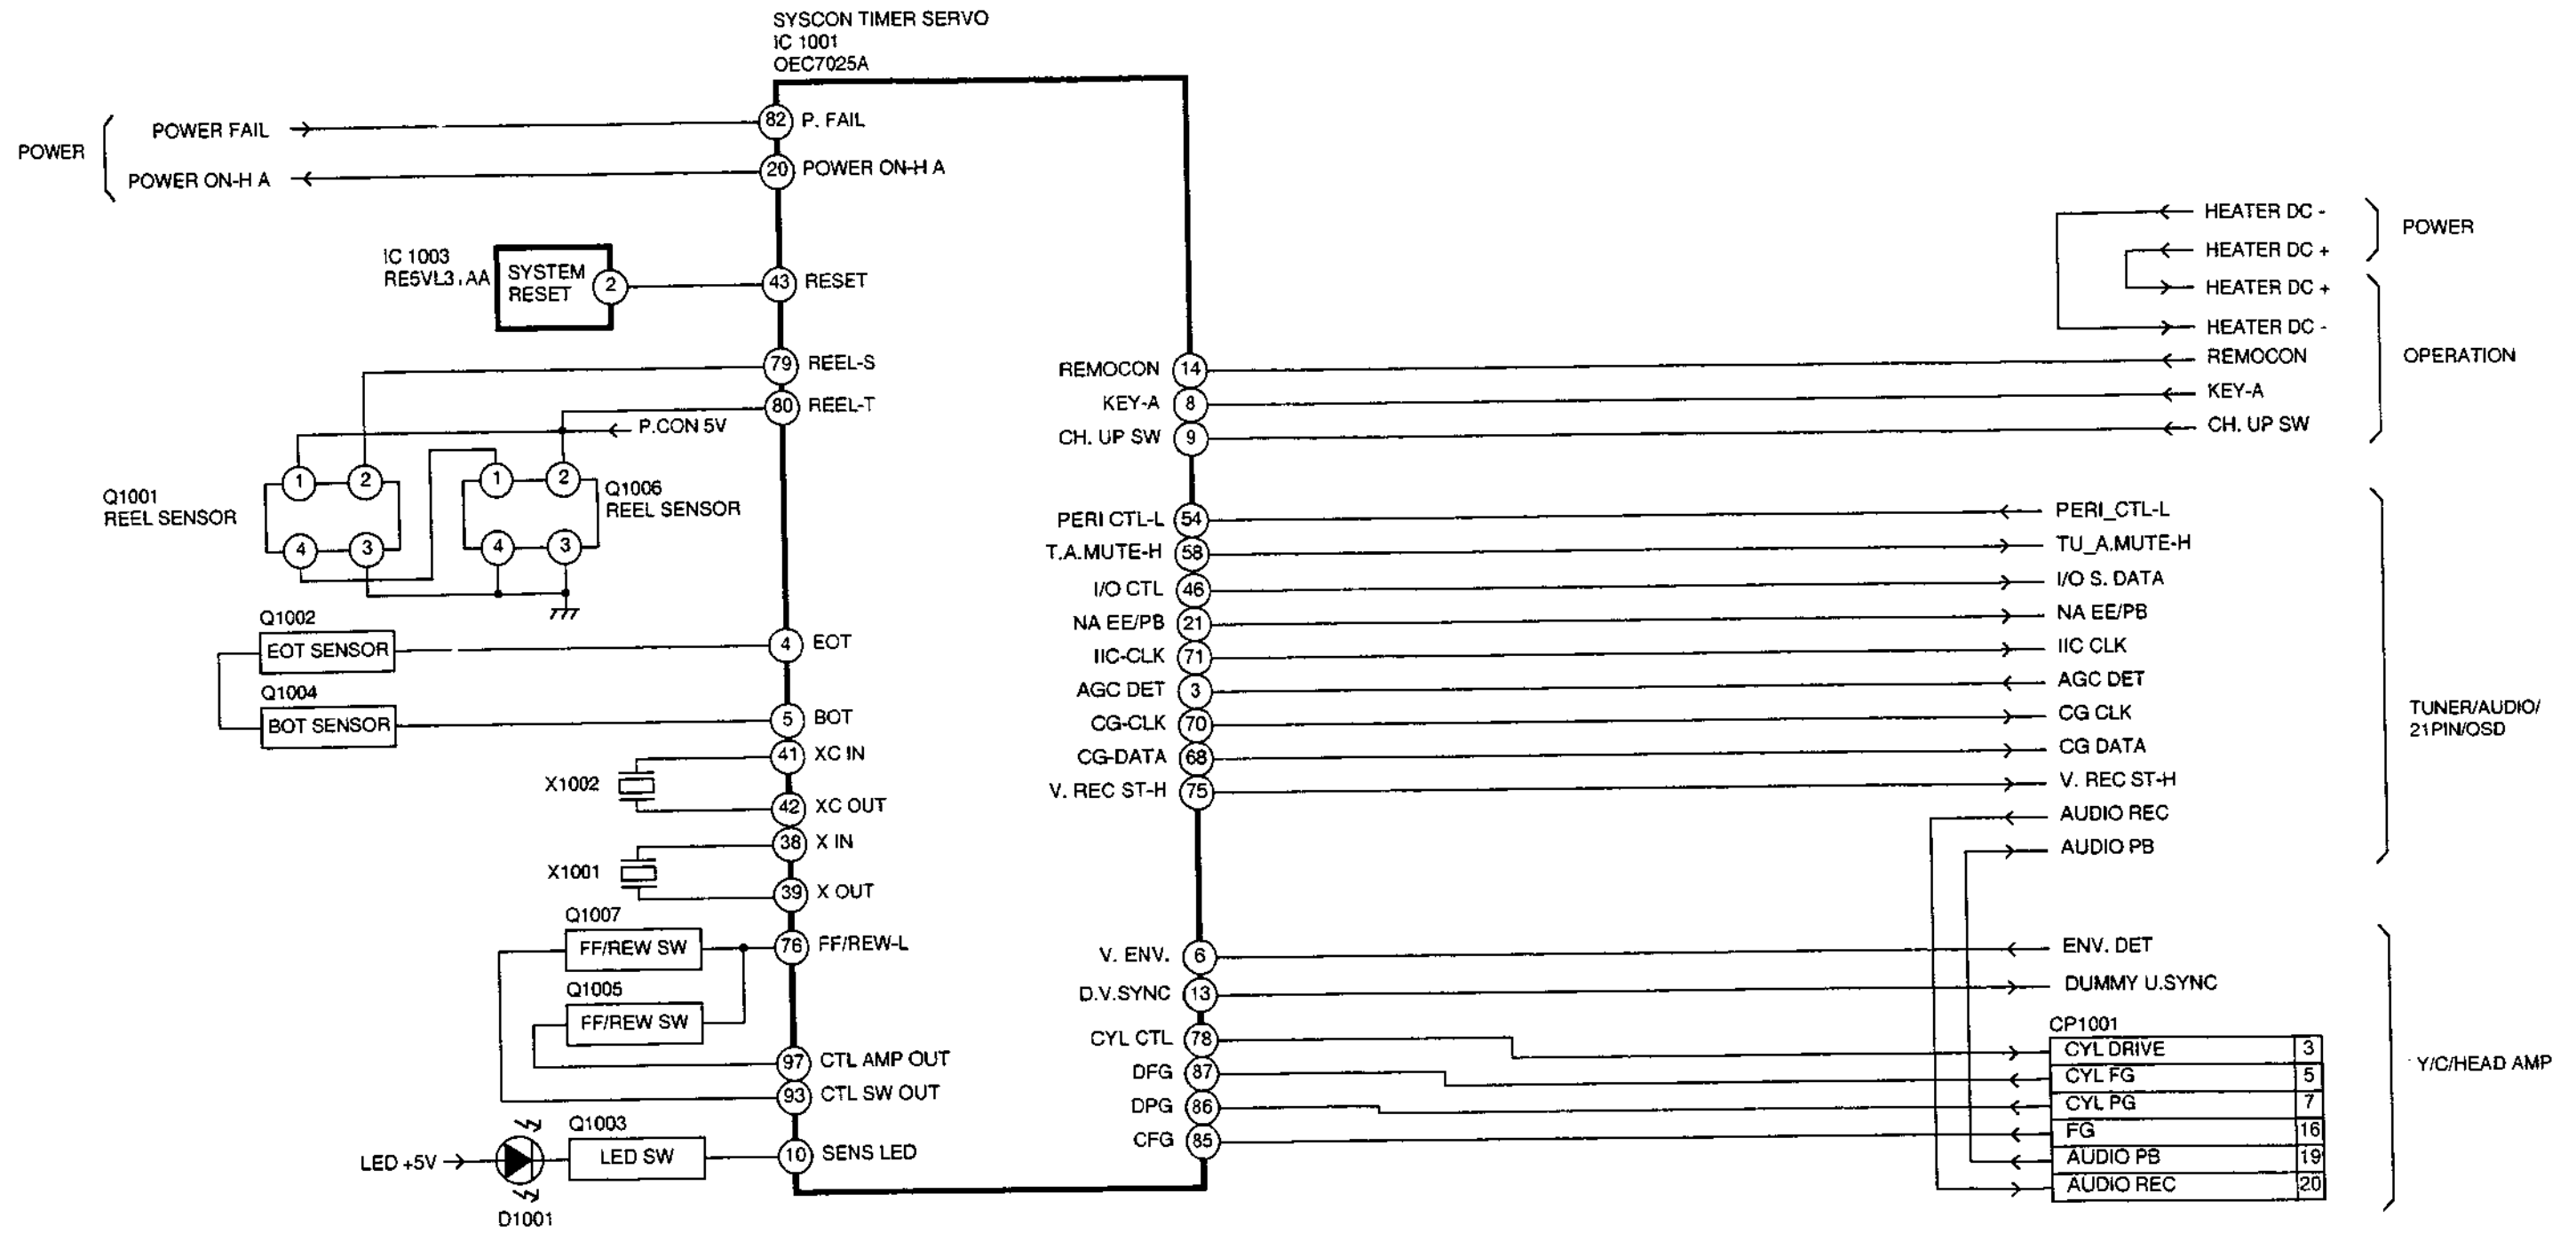 SYSCON TIMER SERVO
IC 1001
OEC7025A
POWER
POWER FAIL
82
P. FAIL
POWER ON-H A
20
POWER ON-H A
IC 1003
RE5VL31AA
SYSTEM
RESET
2
43
RESET
79
REEL-S
80
REEL-T
P.CON 5V
1
2
1
2
4
3
4
3
Q1001
REEL SENSOR
Q1006
REEL SENSOR
Q1002
EOT SENSOR
4
EOT
Q1004
BOT SENSOR
5
BOT
41
XC IN
X1002
42
XC OUT
38
X IN
X1001
39
X OUT
Q1007
FF/REW SW
76
FF/REW-L
Q1005
FF/REW SW
97
CTL AMP OUT
93
CTL SW OUT
Q1003
LED +5V
LED SW
10
SENS LED
D1001
HEATER DC -
HEATER DC +
POWER
HEATER DC +
HEATER DC -
REMOCON
14
REMOCON
KEY-A
8
KEY-A
CH. UP SW
9
CH. UP SW
OPERATION
PERI CTL-L
54
PERI_CTL-L
T.A.MUTE-H
58
TU_A.MUTE-H
I/O CTL
46
I/O S. DATA
NA EE/PB
21
NA EE/PB
IIC-CLK
71
IIC CLK
AGC DET
3
AGC DET
CG-CLK
70
CG CLK
CG-DATA
68
CG DATA
V. REC ST-H
75
V. REC ST-H
AUDIO REC
AUDIO PB
TUNER/AUDIO/
21PIN/OSD
V. ENV.
6
ENV. DET
D.V.SYNC
13
DUMMY U.SYNC
CP1001
CYL CTL
78
CYL DRIVE
3
DFG
87
CYL FG
5
DPG
86
CYL PG
7
CFG
85
FG
16
AUDIO PB
19
AUDIO REC
20
Y/C/HEAD AMP